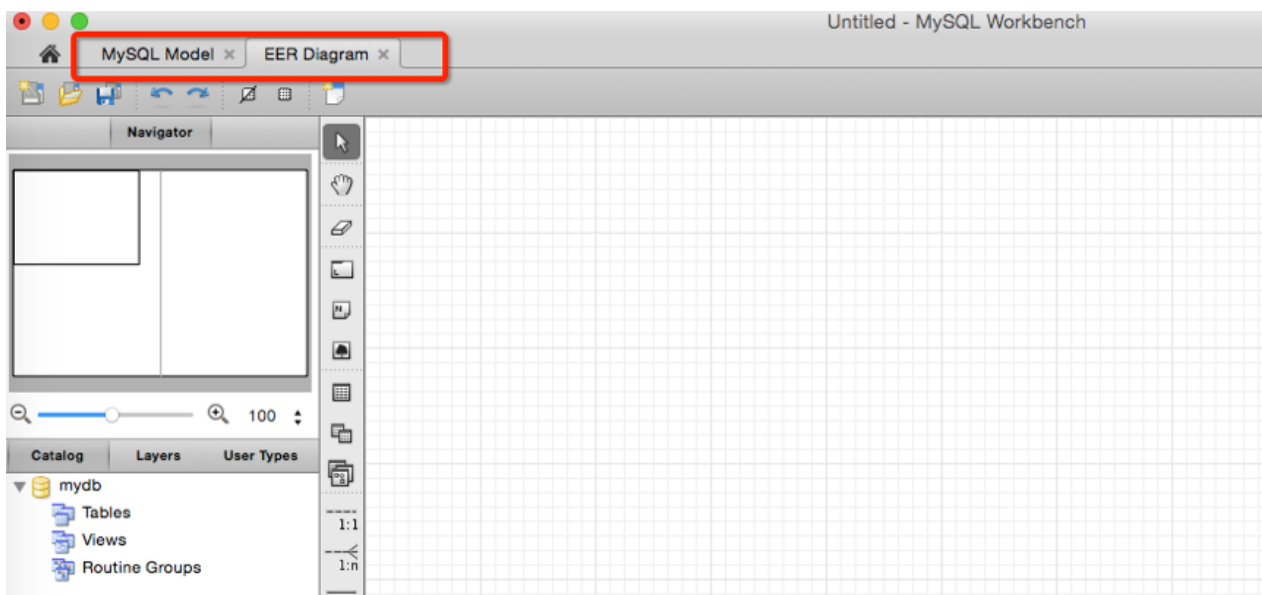 Untitled - MySQL Workbench
MySQL Model × EER Diagram ×
Navigator
100
Catalog Layers User Types
mydb
Tables
Views
Routine Groups
L
N
1:1
1:n